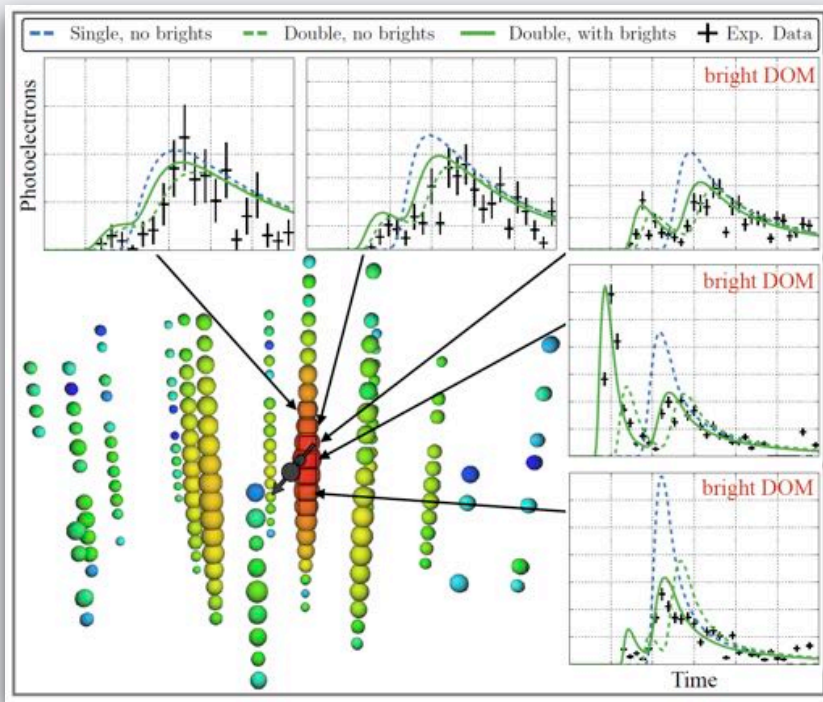 Single, no brights Double, no brights Double, with brights Exp. Data
Photoelectrons
bright DOM
bright DOM
bright DOM
Time